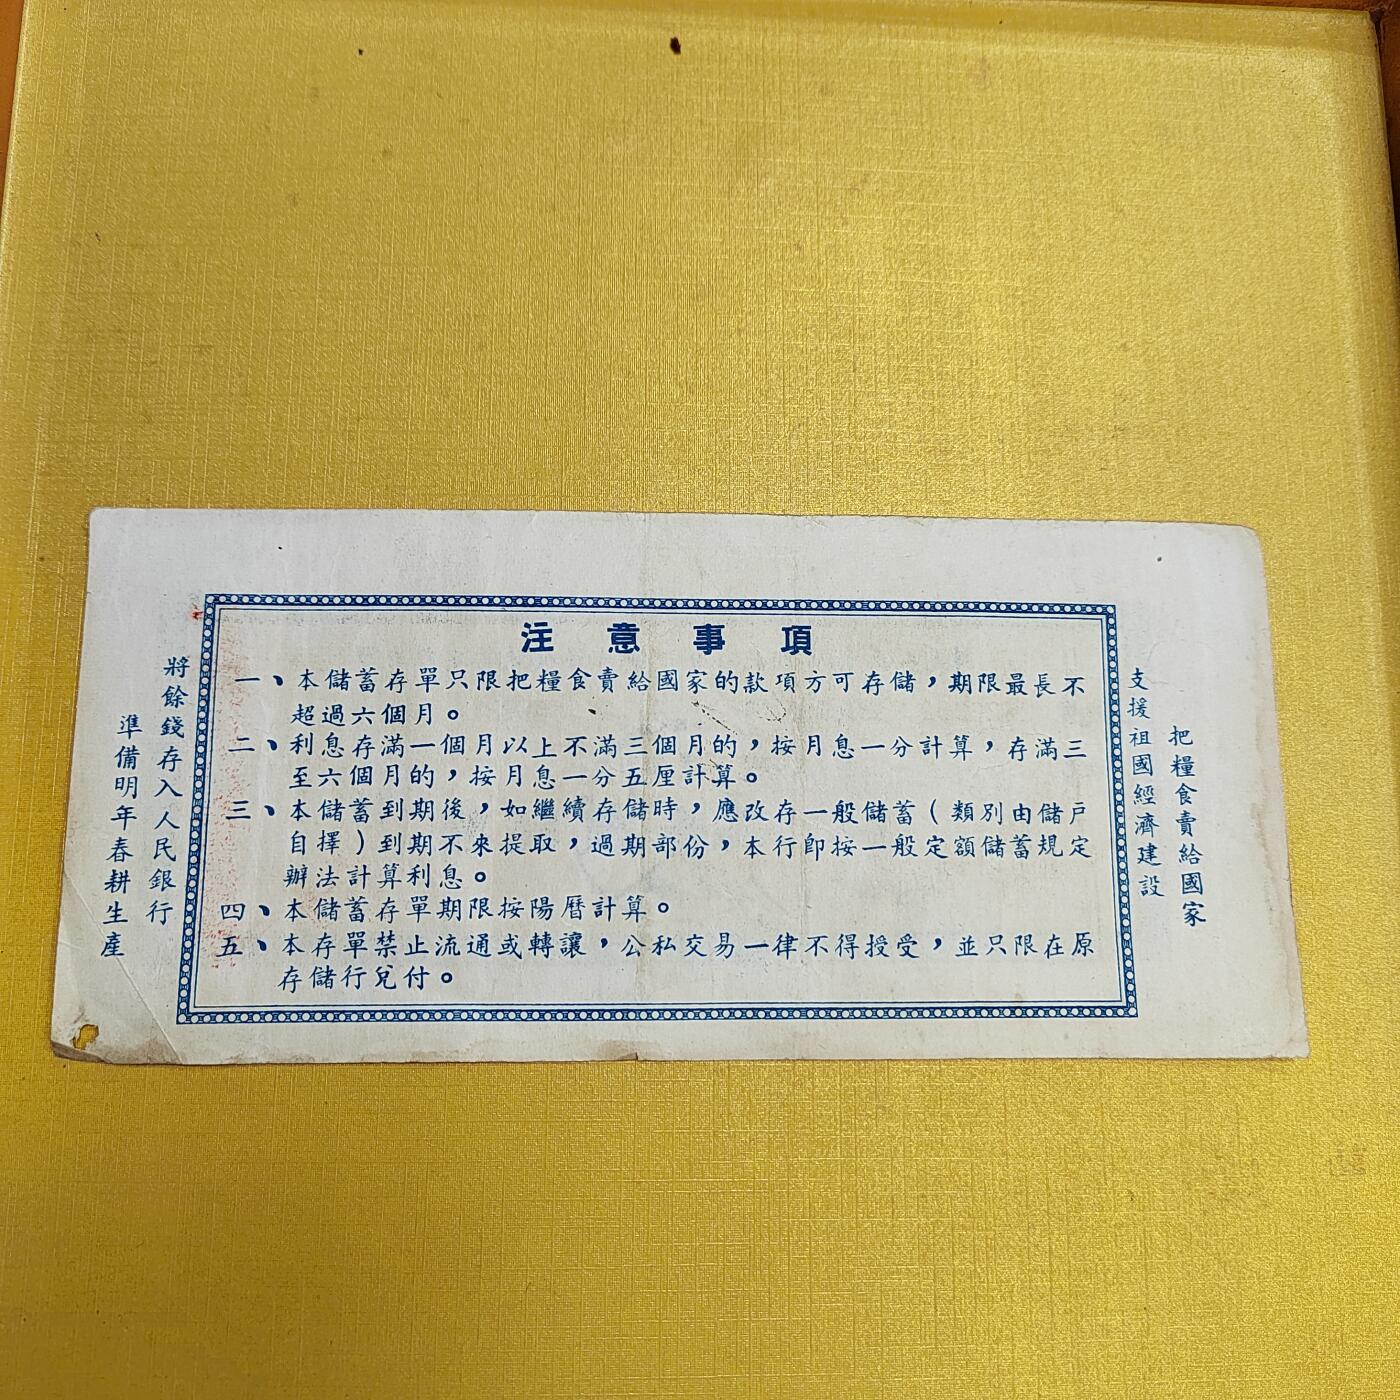 注意事項
一、本儲蓄存單只限把糧食賣給國家的款項方可存儲，期限最長不
超過六個月。
二、利息存滿一個月以上不滿三個月的，按月息一分計算，存滿三
至六個月的，按月息一分五厘計算。
三、本儲蓄到期後，如繼續存儲時，應改存一般儲蓄(類別由儲戶
自擇)到期不來提取，過期部份，本行即按一般定額儲蓄規定
辦法計算利息。
四、本儲蓄存單期限按陽曆計算。
五、本存單禁止流通或轉讓，公私交易一律不得授受，並只限在原
存儲行兌付。
把糧食賣給國家
支援祖國經濟建設
將餘錢存入人民銀行
準備明年春耕生產